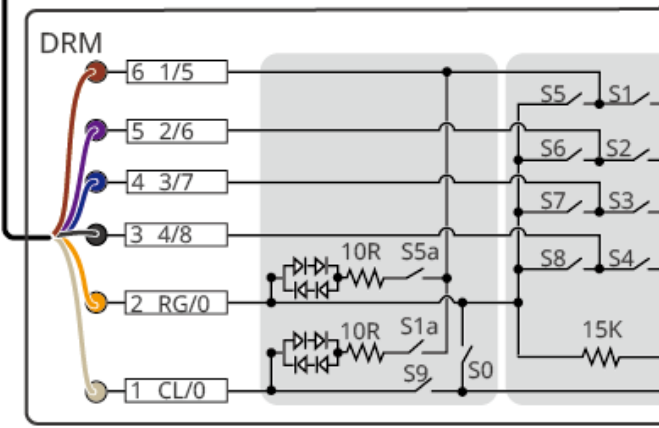 DRM
6 1/5
S5 S1
5 2/6
S6 S2
4 3/7
S7 S3
3 4/8
S8 S4
10R S5a
2 RG/0
10R S1a
15K
S9 S0
1 CL/0